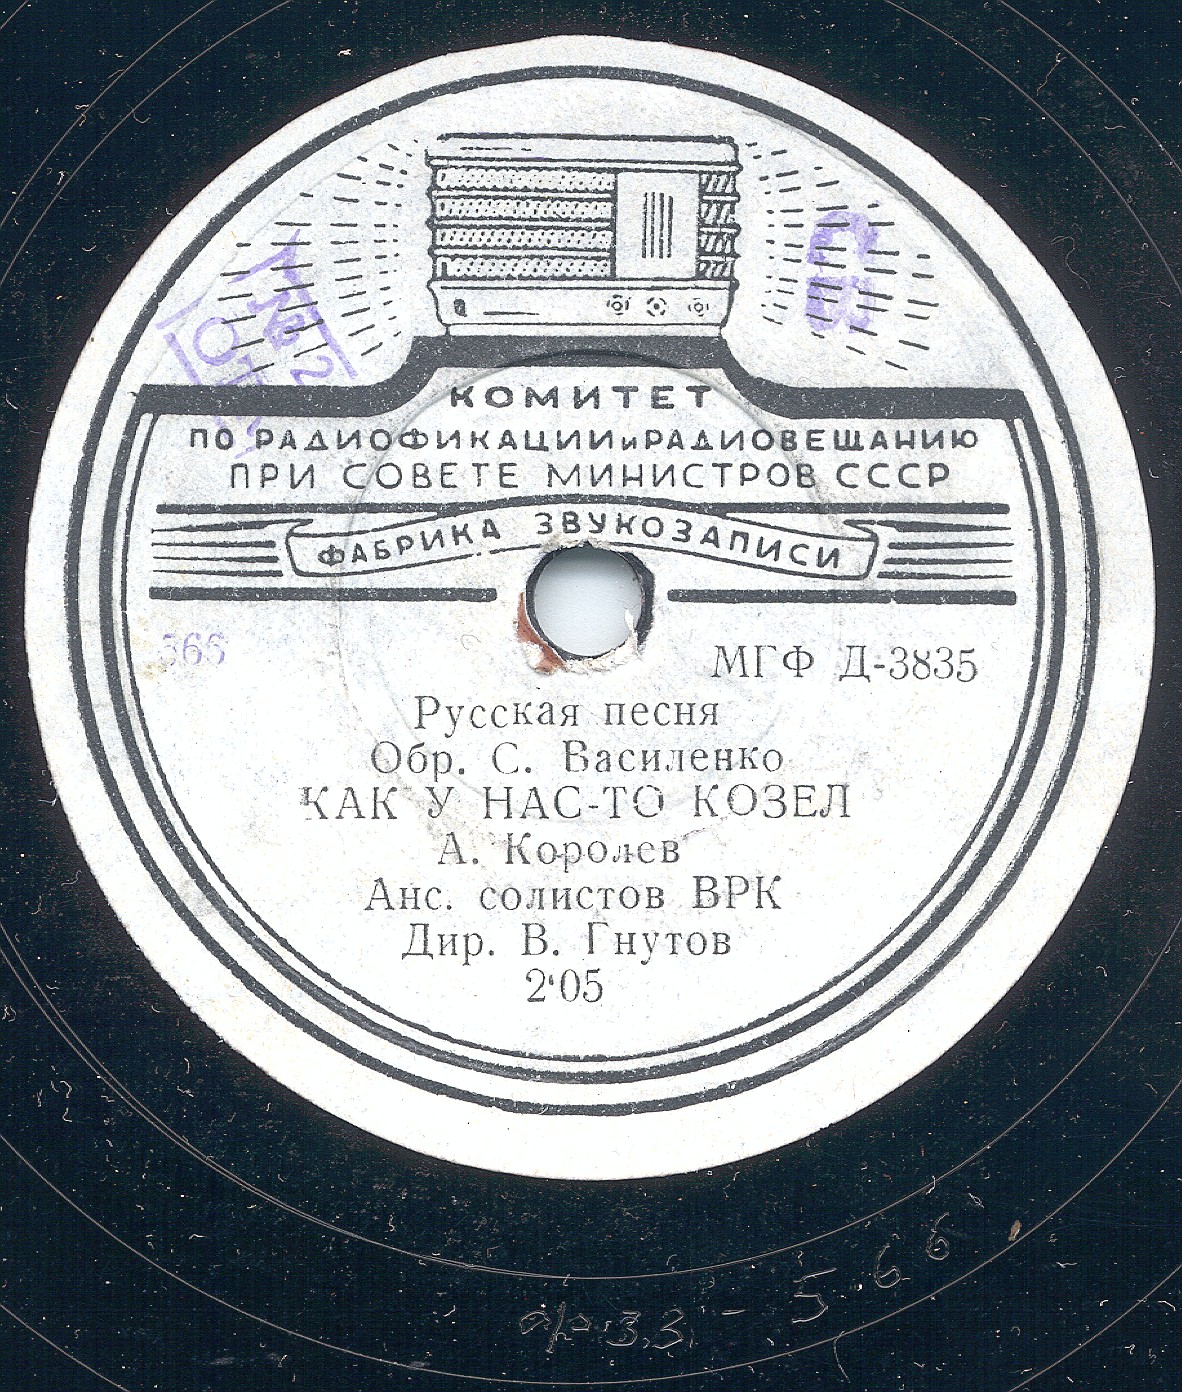 КОМИТЕТ
ПО РАДИОФИКАЦИИ и РАДИОВЕЩАНИЮ
ПРИ СОВЕТЕ МИНИСТРОВ СССР
ФАБРИКА ЗВУКОЗАПИСИ
МГФ Д-3835
Русская песня
Обр. С. Василенко
КАК У НАС-ТО КОЗЕЛ
А. Королев
Анс. солистов ВРК
Дир. В. Гнутов
2'05
566